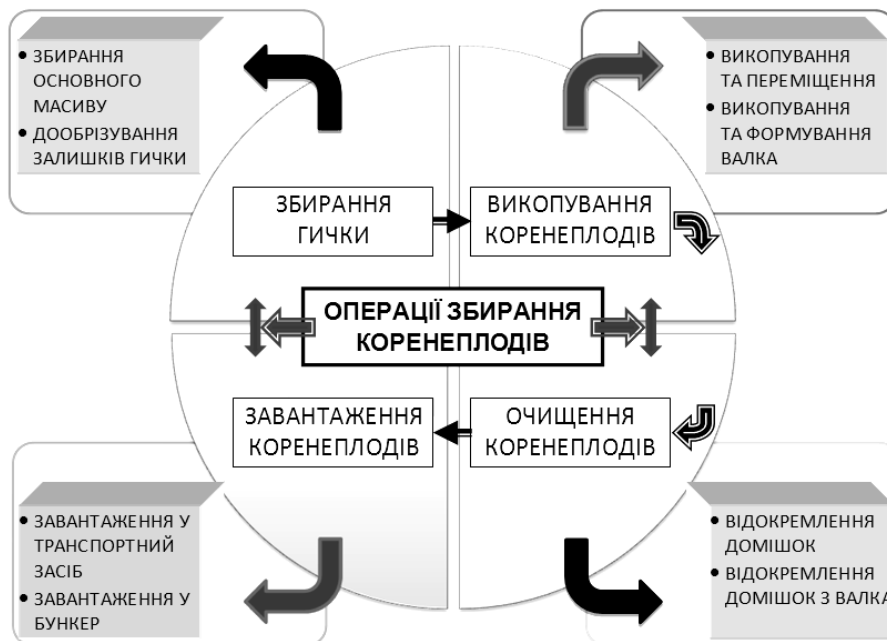 • ЗБИРАННЯ
ОСНОВНОГО
МАСИВУ
• ДООБРІЗУВАННЯ
ЗАЛИШКІВ ГИЧКИ
• ВИКОПУВАННЯ
ТА ПЕРЕМІЩЕННЯ
• ВИКОПУВАННЯ
ТА ФОРМУВАННЯ
ВАЛКА
ЗБИРАННЯ
ГИЧКИ
ВИКОПУВАННЯ
КОРЕНЕПЛОДІВ
ОПЕРАЦІЇ ЗБИРАННЯ
КОРЕНЕПЛОДІВ
ЗАВАНТАЖЕННЯ
КОРЕНЕПЛОДІВ
ОЧИЩЕННЯ
КОРЕНЕПЛОДІВ
• ЗАВАНТАЖЕННЯ У
ТРАНСПОРТНИЙ
ЗАСІБ
• ЗАВАНТАЖЕННЯ У
БУНКЕР
• ВІДОКРЕМЛЕННЯ
ДОМІШОК
• ВІДОКРЕМЛЕННЯ
ДОМІШОК З ВАЛКА